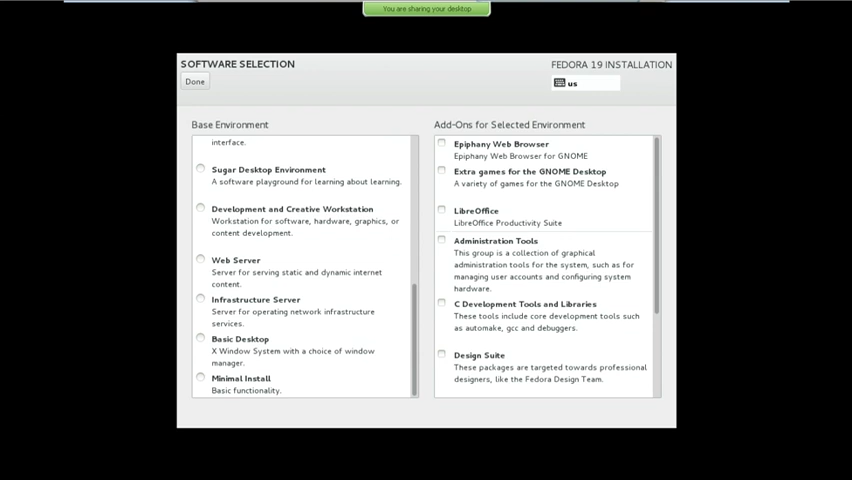 You are sharing your desktop
SOFTWARE SELECTION
FEDORA 19 INSTALLATION
Done
us
Base Environment
interface.
Sugar Desktop Environment
A software playground for learning about learning.
Development and Creative Workstation
Workstation for software, hardware, graphics, or
content development.
Web Server
Server for serving static and dynamic internet
content.
Infrastructure Server
Server for operating network infrastructure
services.
Basic Desktop
X Window System with a choice of window
manager.
Minimal Install
Basic functionality.
Add-Ons for Selected Environment
Epiphany Web Browser
Epiphany Web Browser for GNOME
Extra games for the GNOME Desktop
A variety of games for the GNOME Desktop
LibreOffice
LibreOffice Productivity Suite
Administration Tools
This group is a collection of graphical
administration tools for the system, such as for
managing user accounts and configuring system
hardware.
C Development Tools and Libraries
These tools include core development tools such
as automake, gcc and debuggers.
Design Suite
These packages are targeted towards professional
designers, like the Fedora Design Team.